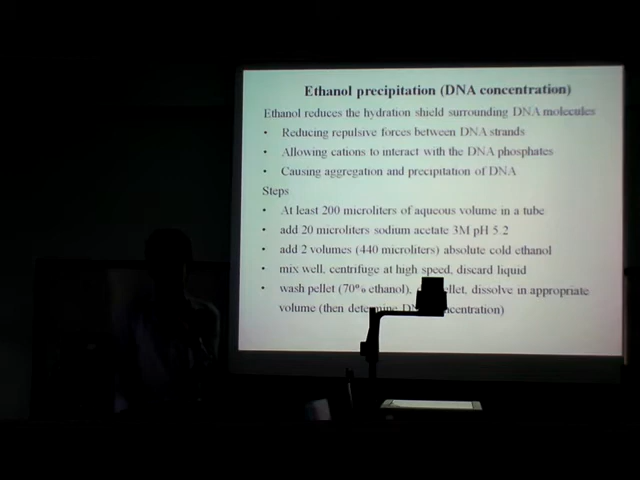 Ethanol precipitation (DNA concentration)
Ethanol reduces the hydration shield surrounding DNA molecules
• Reducing repulsive forces between DNA strands
• Allowing cations to interact with the DNA phosphates
• Causing aggregation and precipitation of DNA
Steps
• At least 200 microliters of aqueous volume in a tube
• add 20 microliters sodium acetate 3M pH 5.2
• add 2 volumes (440 microliters) absolute cold ethanol
• mix well, centrifuge at high speed, discard liquid
• wash pellet (70% ethanol), dissolve in appropriate
volume (then determine